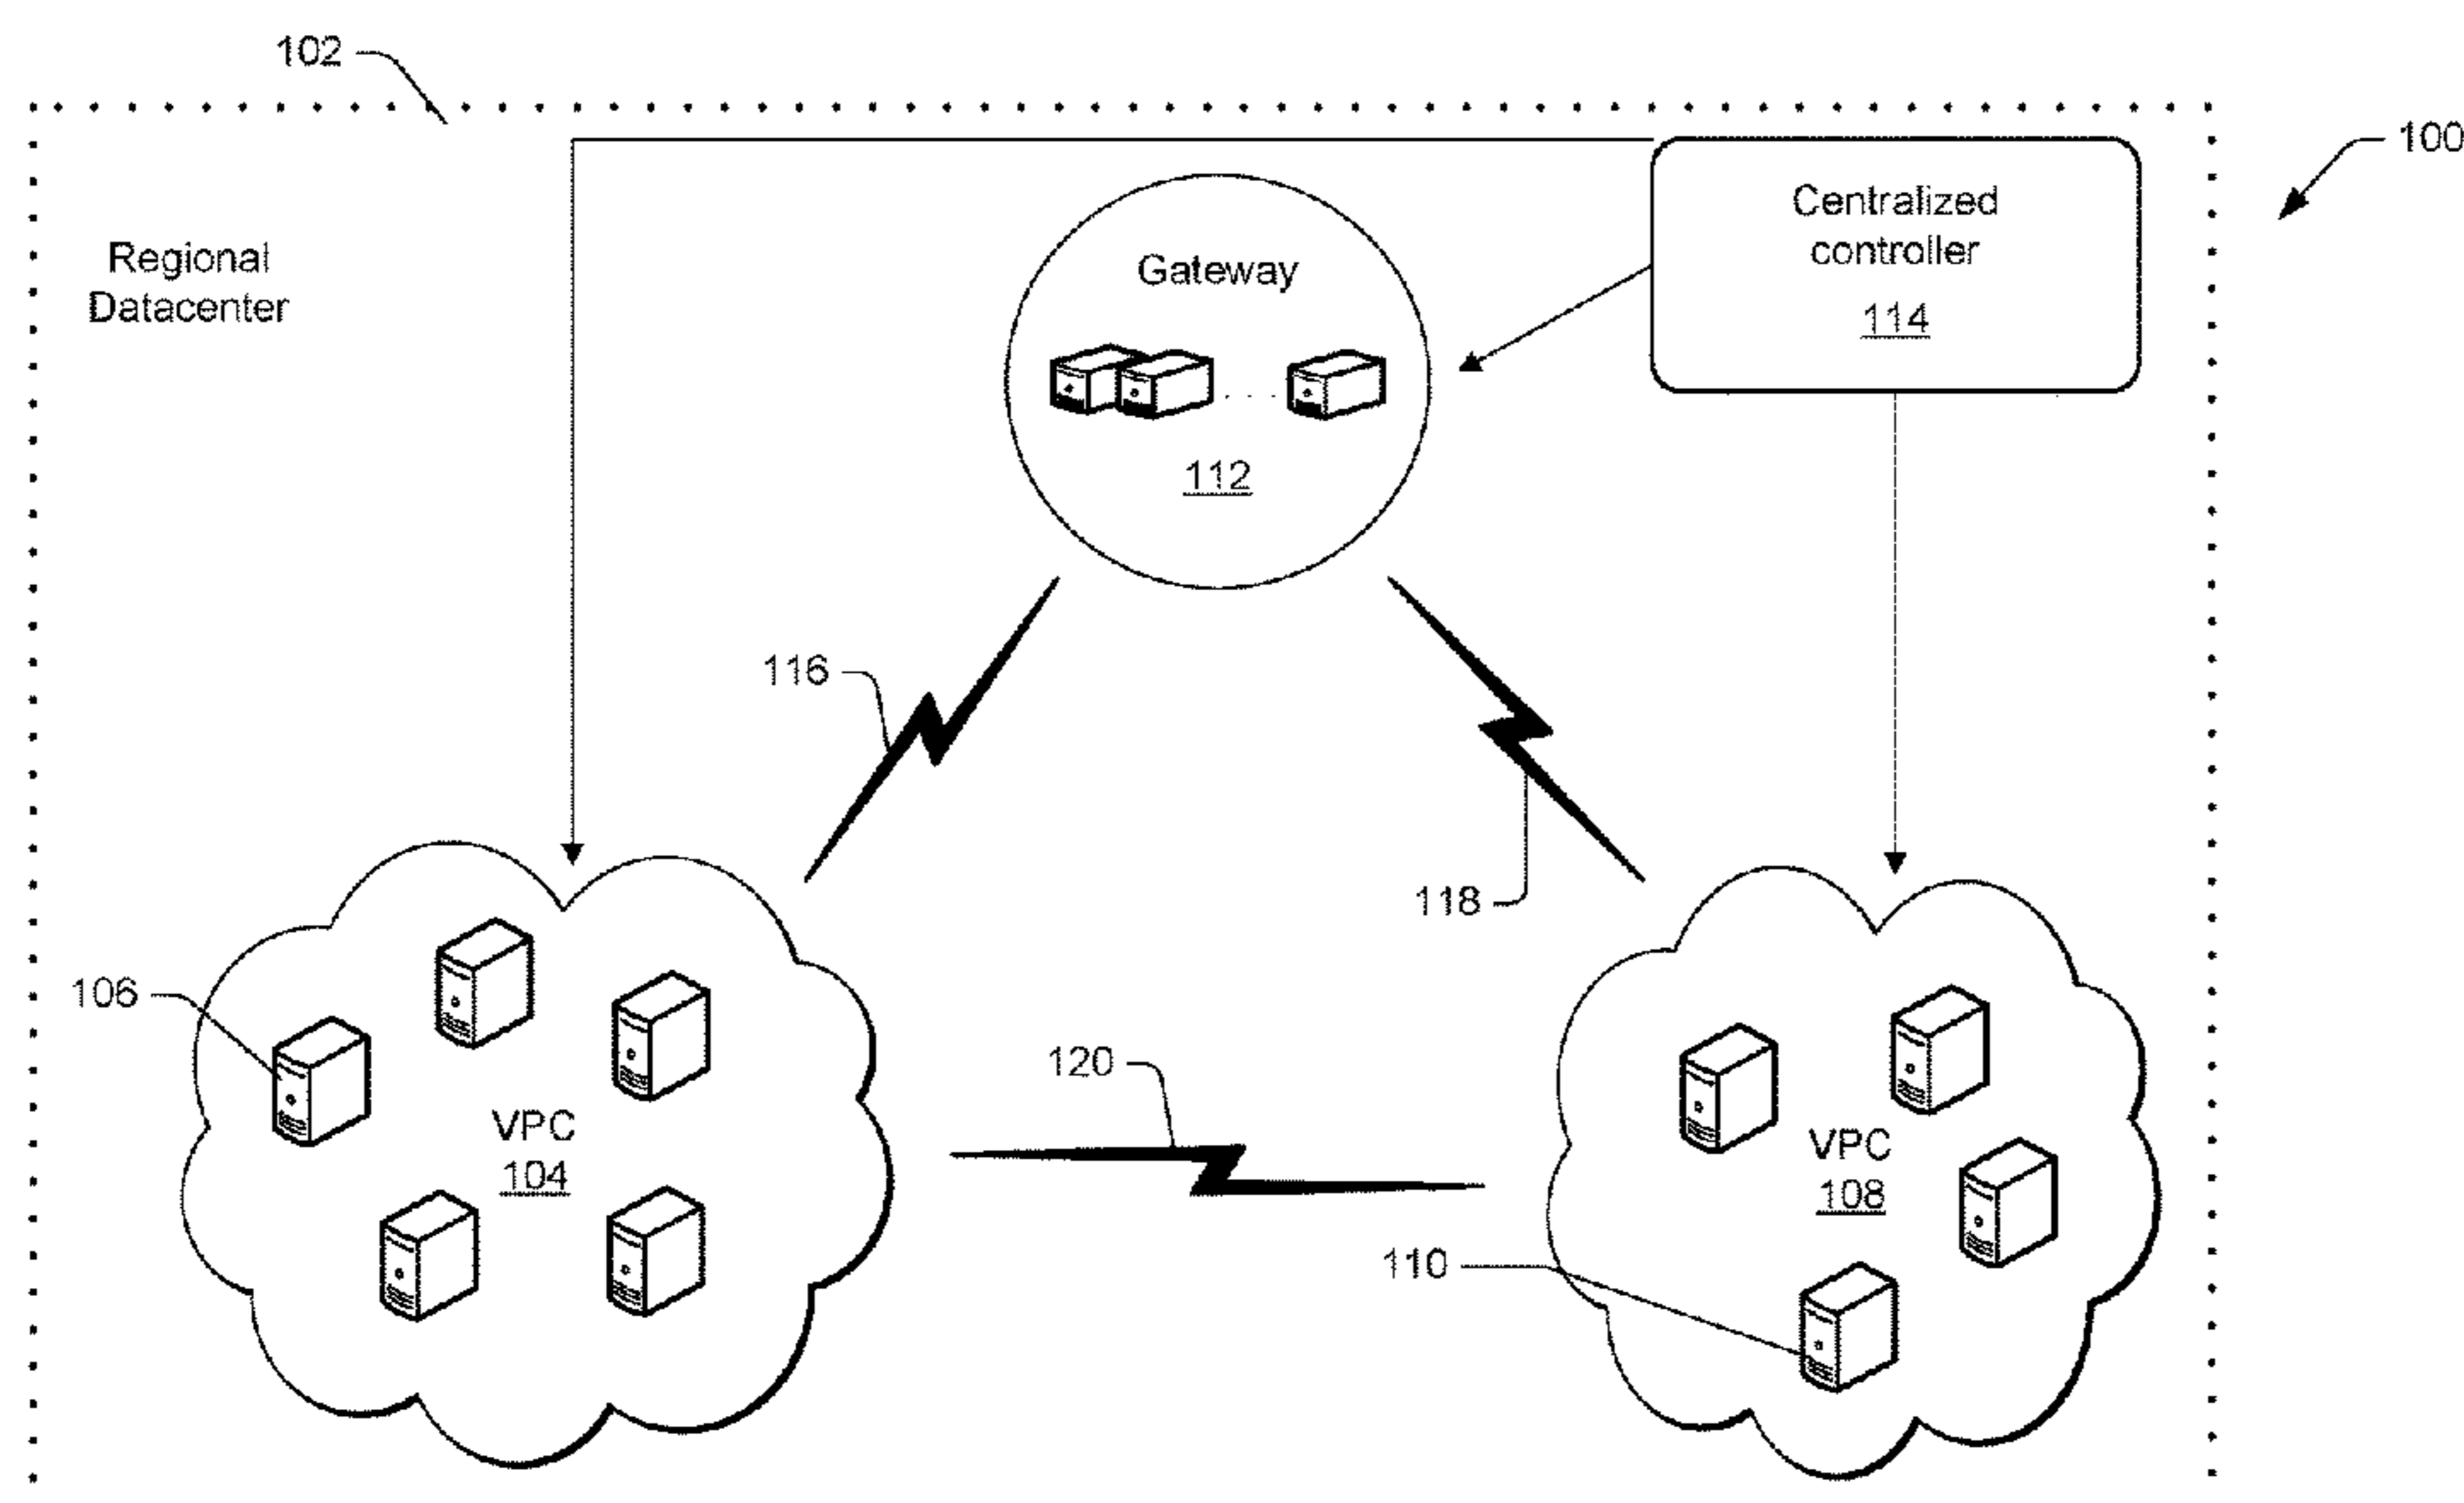 102
100
Regional
Datacenter
Gateway
112
Centralized
controller
114
116
118
106
VPC
104
120
VPC
108
110